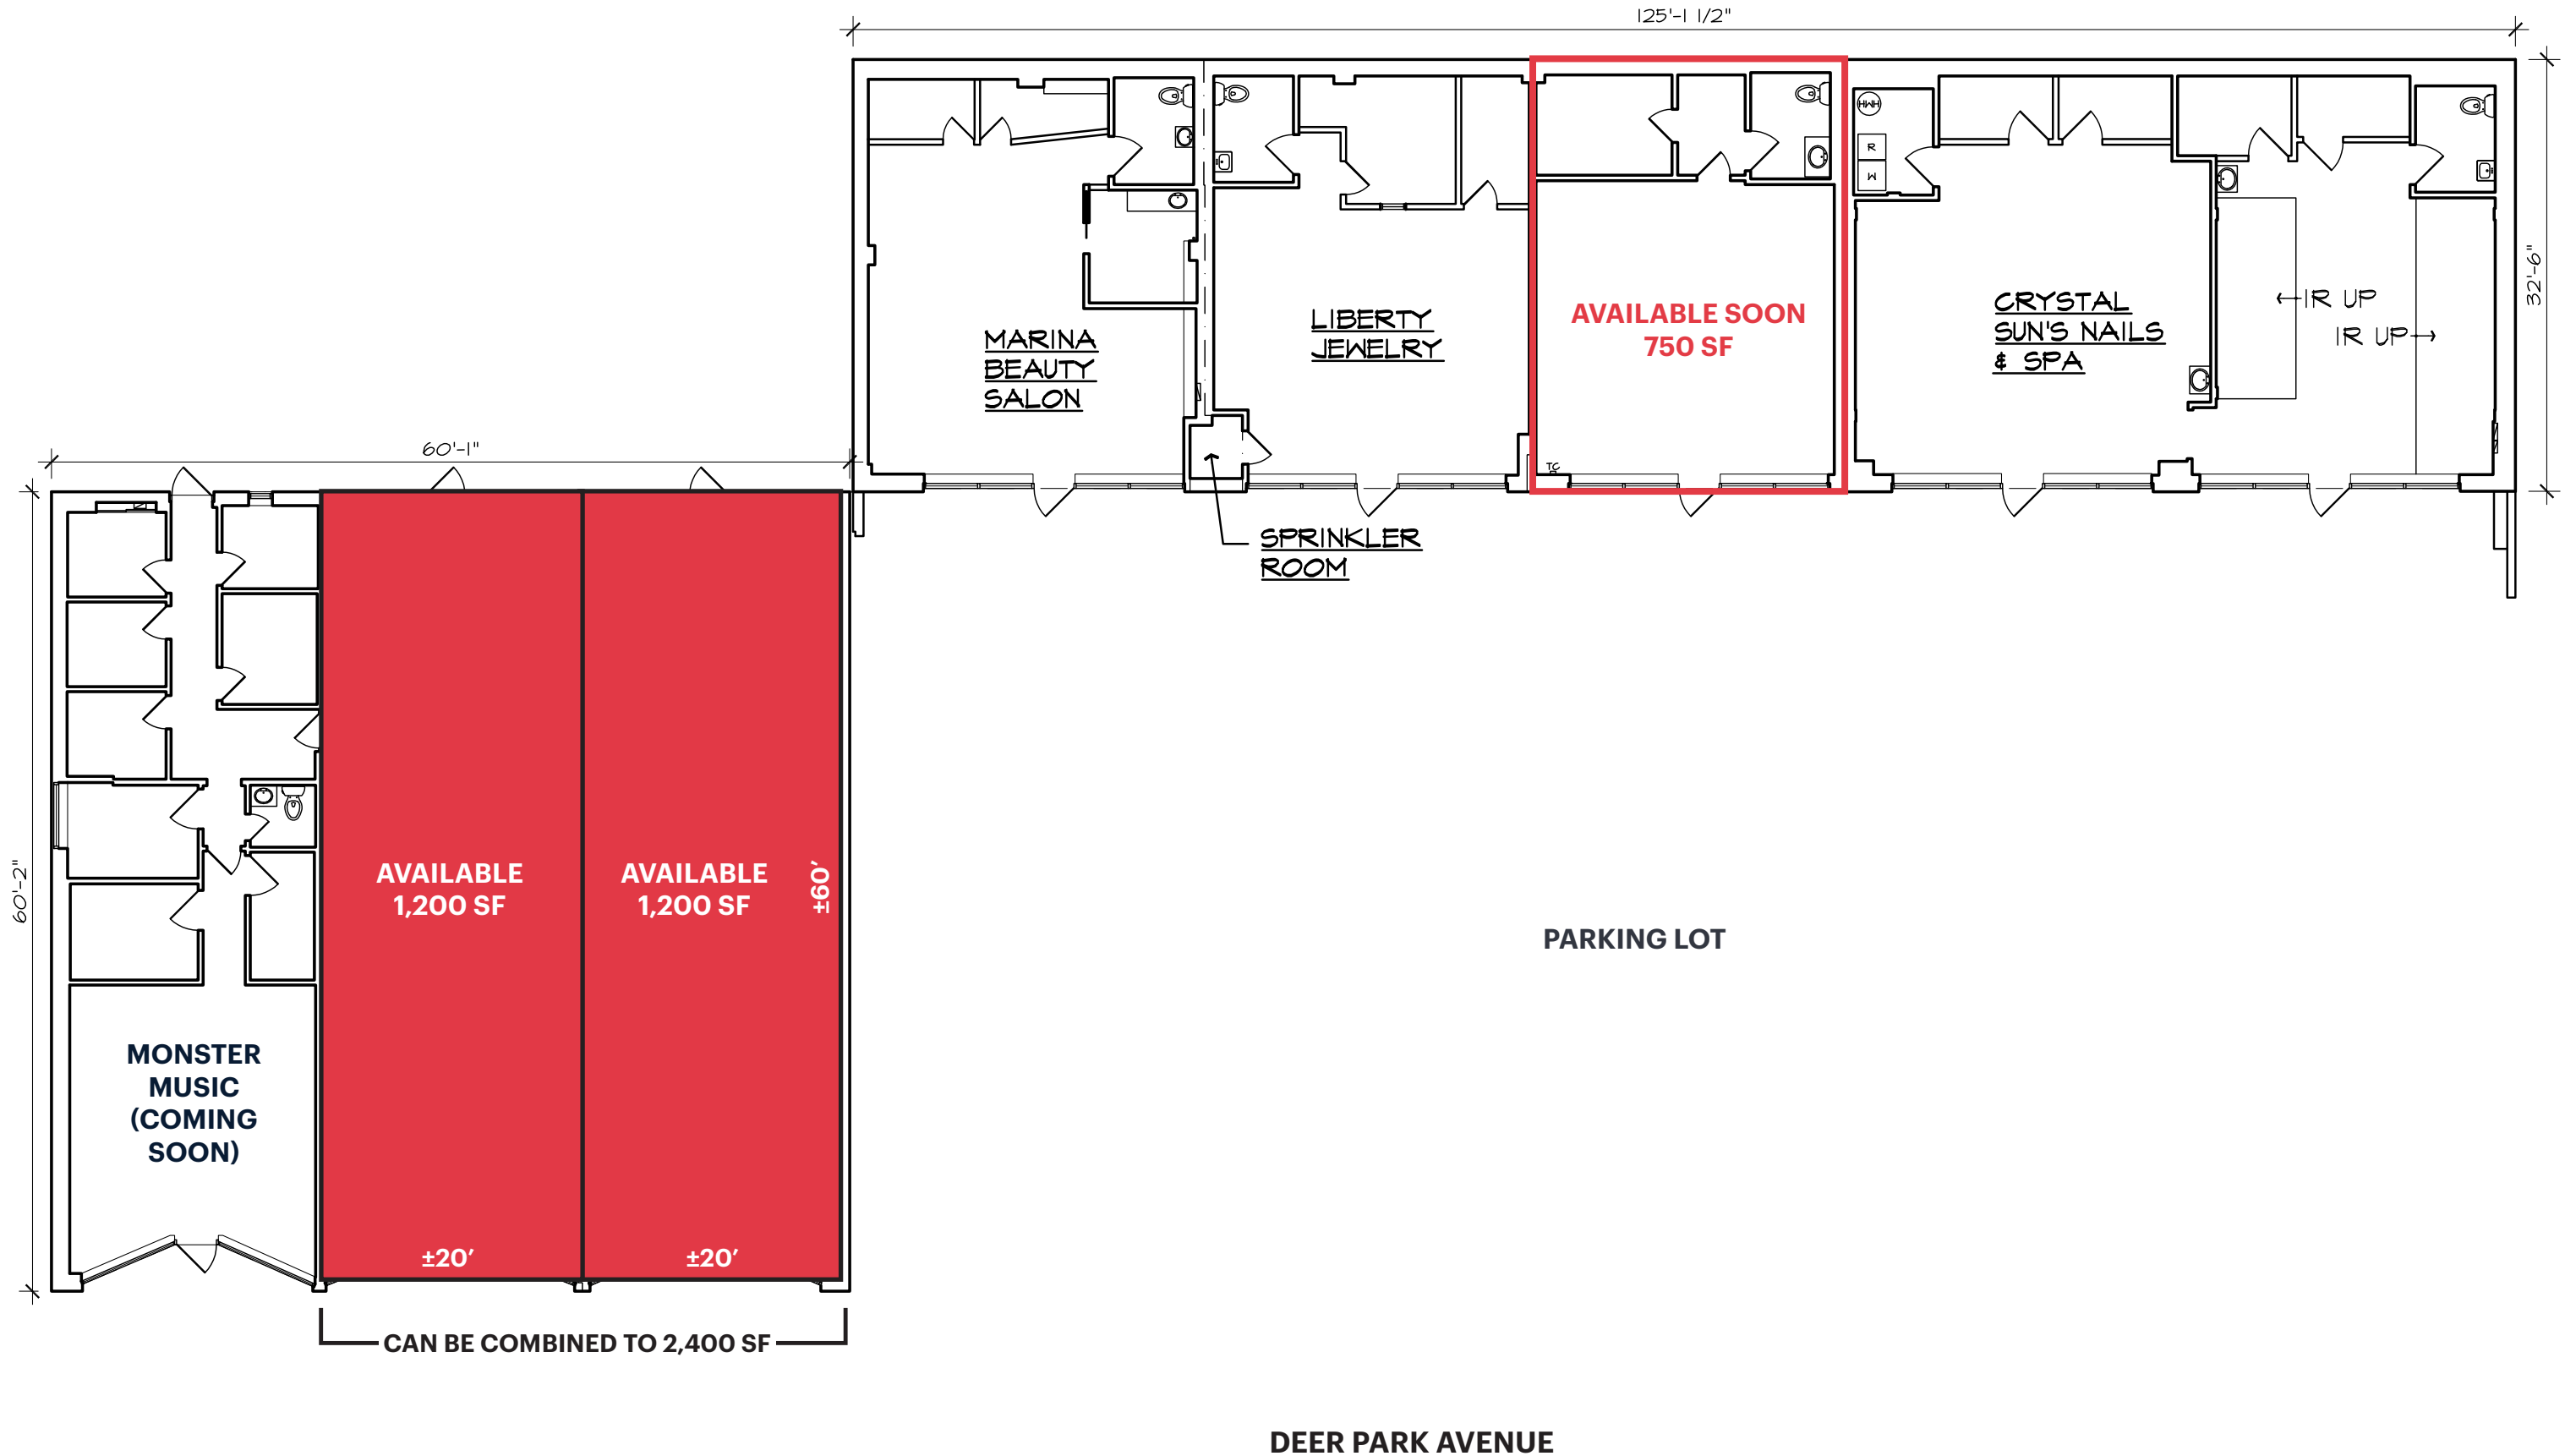 125'-1 1/2"
HWH
R
W
32'-6"
AVAILABLE SOON
750 SF
CRYSTAL
SUN'S NAILS
& SPA
←IR UP
IR UP→
LIBERTY
JEWELRY
MARINA
BEAUTY
SALON
TC
60'-1"
SPRINKLER
ROOM
60'-2"
AVAILABLE
1,200 SF
AVAILABLE
1,200 SF
±60’
PARKING LOT
MONSTER
MUSIC
(COMING
SOON)
±20’
±20’
CAN BE COMBINED TO 2,400 SF
DEER PARK AVENUE